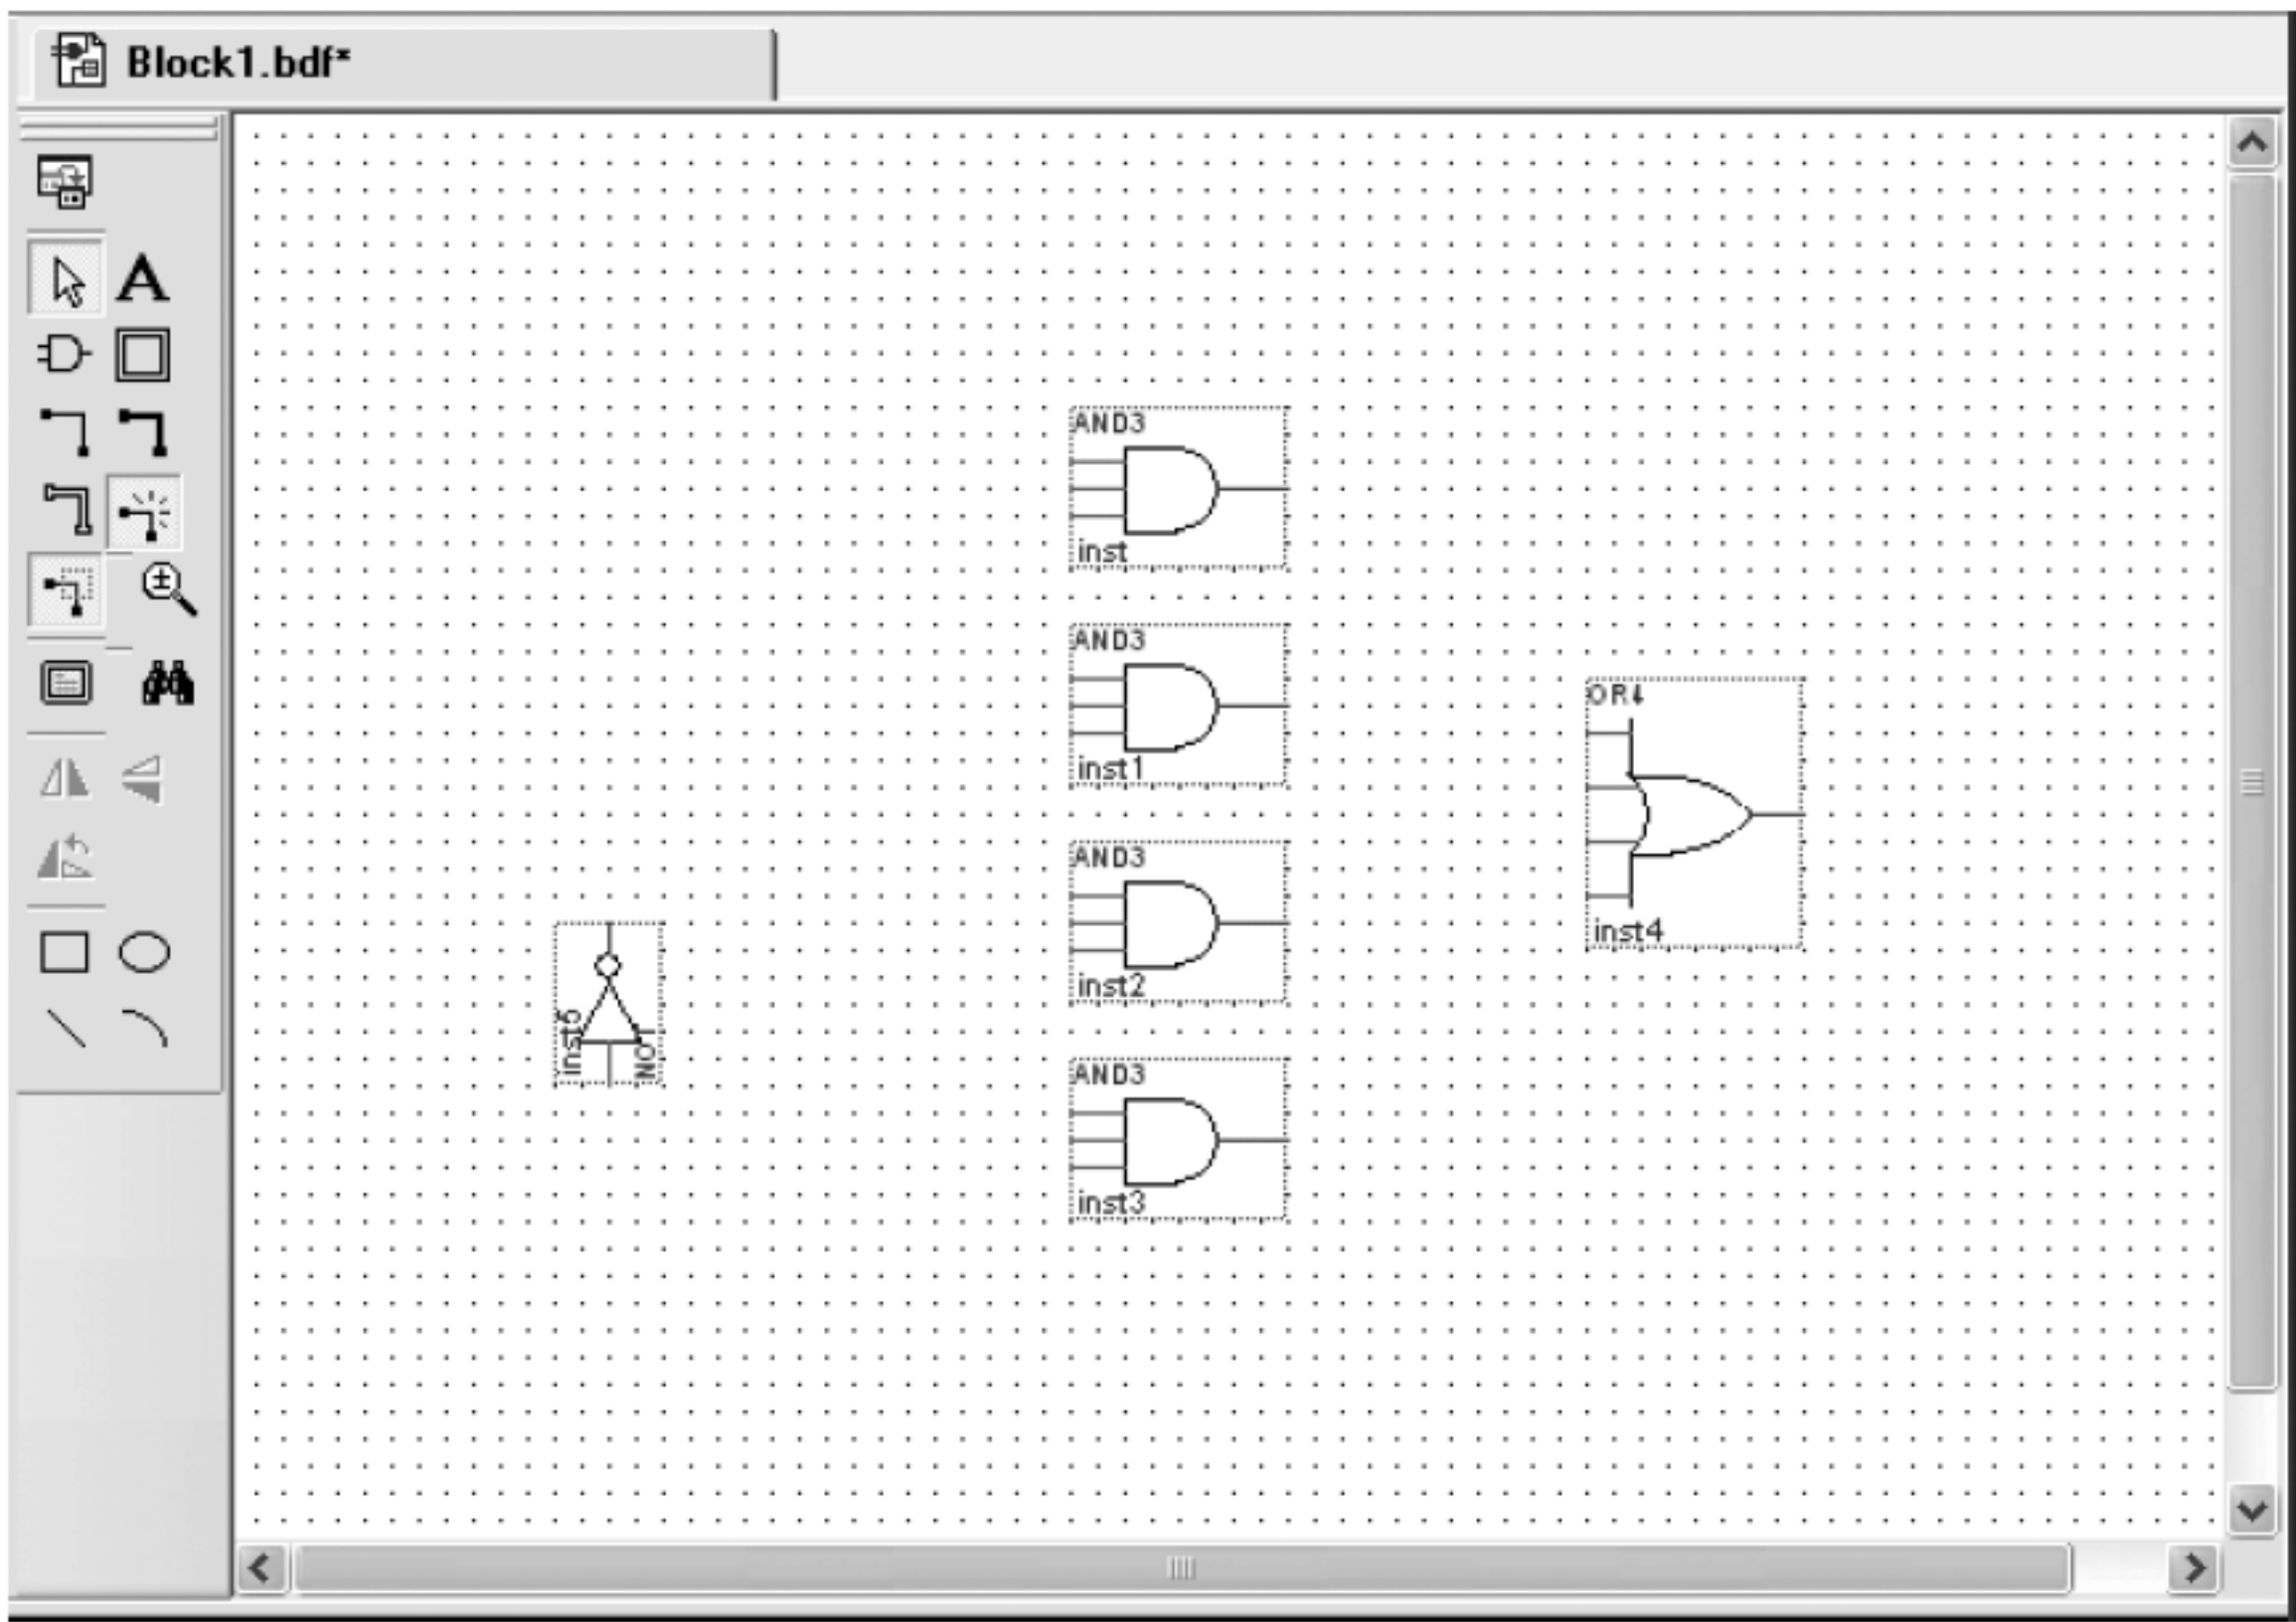 Block1.bdf*
A
AND3
inst
AND3
inst1
OR4
inst4
AND3
inst2
inst5
NOT
AND3
inst3